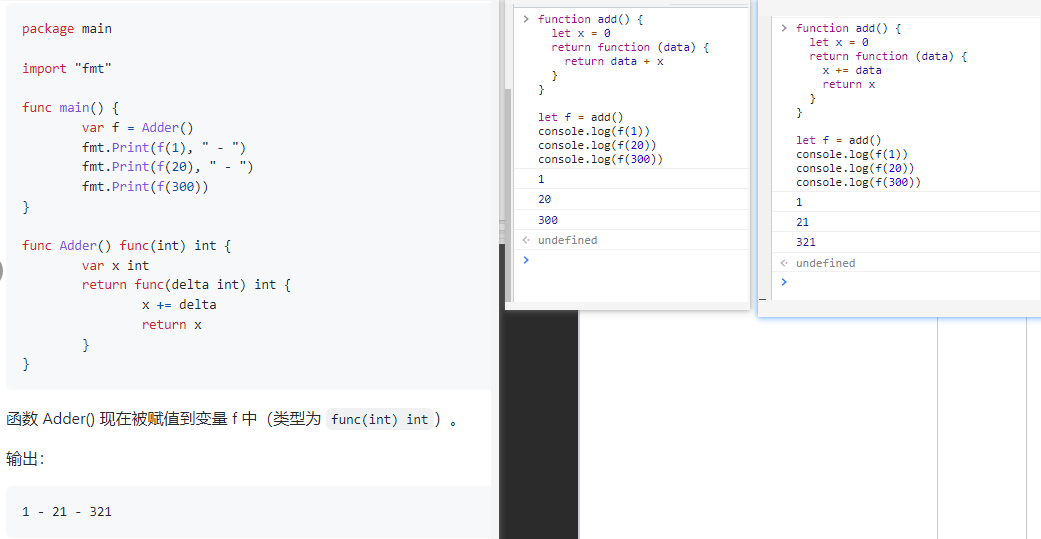 package main
import "fmt"
func main() {
        var f = Adder()
        fmt.Print(f(1), " - ")
        fmt.Print(f(20), " - ")
        fmt.Print(f(300))
}
func Adder() func(int) int {
        var x int
        return func(delta int) int {
                x += delta
                return x
        }
}
函数 Adder() 现在被赋值到变量 f 中（类型为 func(int) int）。
输出：
1 - 21 - 321
> function add() {
    let x = 0
    return function (data) {
      return data + x
    }
  }
  let f = add()
  console.log(f(1))
  console.log(f(20))
  console.log(f(300))
  1
  20
  300
<· undefined
>
> function add() {
    let x = 0
    return function (data) {
      x += data
      return x
    }
  }
  let f = add()
  console.log(f(1))
  console.log(f(20))
  console.log(f(300))
  1
  21
  321
<· undefined
>